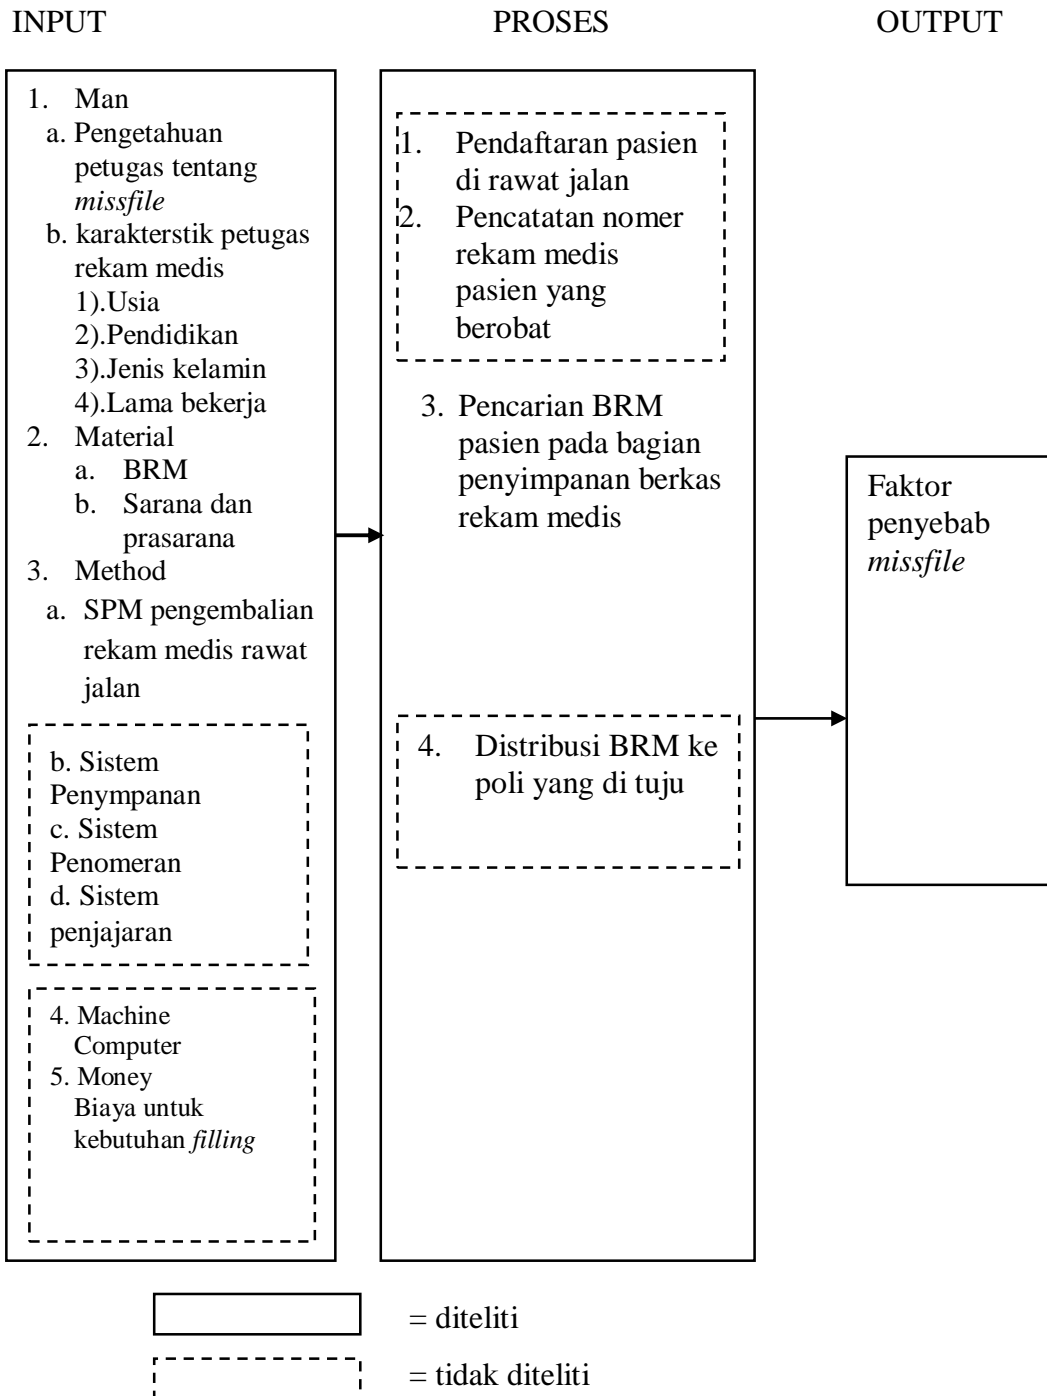 INPUT
PROSES
OUTPUT
1. Man
a. Pengetahuan
petugas tentang
missfile
b. karakterstik petugas
rekam medis
1).Usia
2).Pendidikan
3).Jenis kelamin
4).Lama bekerja
2. Material
a. BRM
b. Sarana dan
prasarana
3. Method
a. SPM pengembalian
rekam medis rawat
jalan
b. Sistem
Penympanan
c. Sistem
Penomeran
d. Sistem
penjajaran
4. Machine
Computer
5. Money
Biaya untuk
kebutuhan filling
1. Pendaftaran pasien
di rawat jalan
2. Pencatatan nomer
rekam medis
pasien yang
berobat
3. Pencarian BRM
pasien pada bagian
penyimpanan berkas
rekam medis
4. Distribusi BRM ke
poli yang di tuju
Faktor
penyebab
missfile
= diteliti
= tidak diteliti